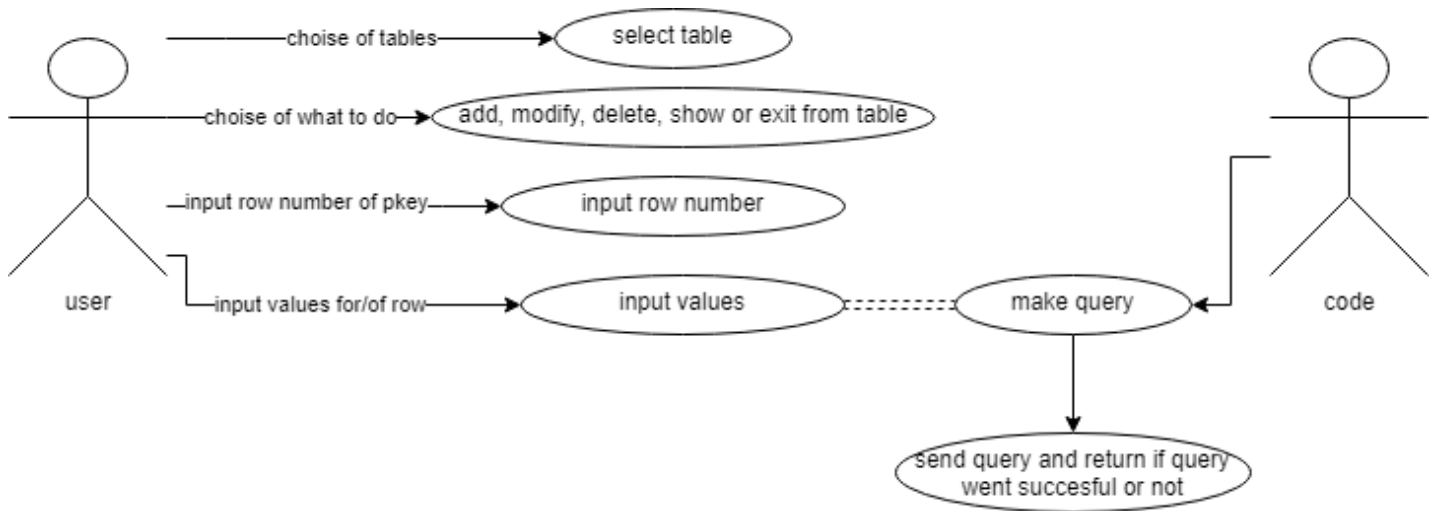 choise of tables
select table
choise of what to do
add, modify, delete, show or exit from table
input row number of pkey
input row number
user
input values for/of row
input values
make query
code
send query and return if query
went succesful or not